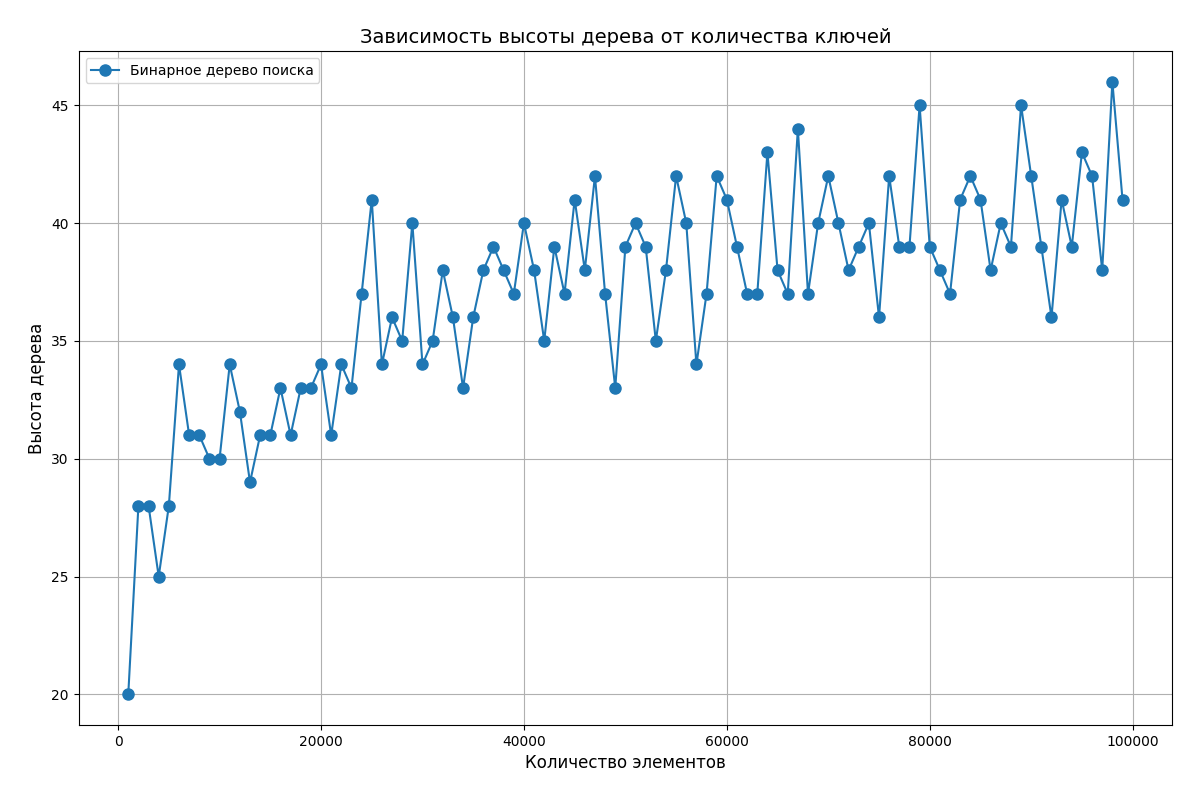 Зависимость высоты дерева от количества ключей
Бинарное дерево поиска
Высота дерева
45
40
35
30
25
20
0 20000 40000 60000 80000 100000
Количество элементов